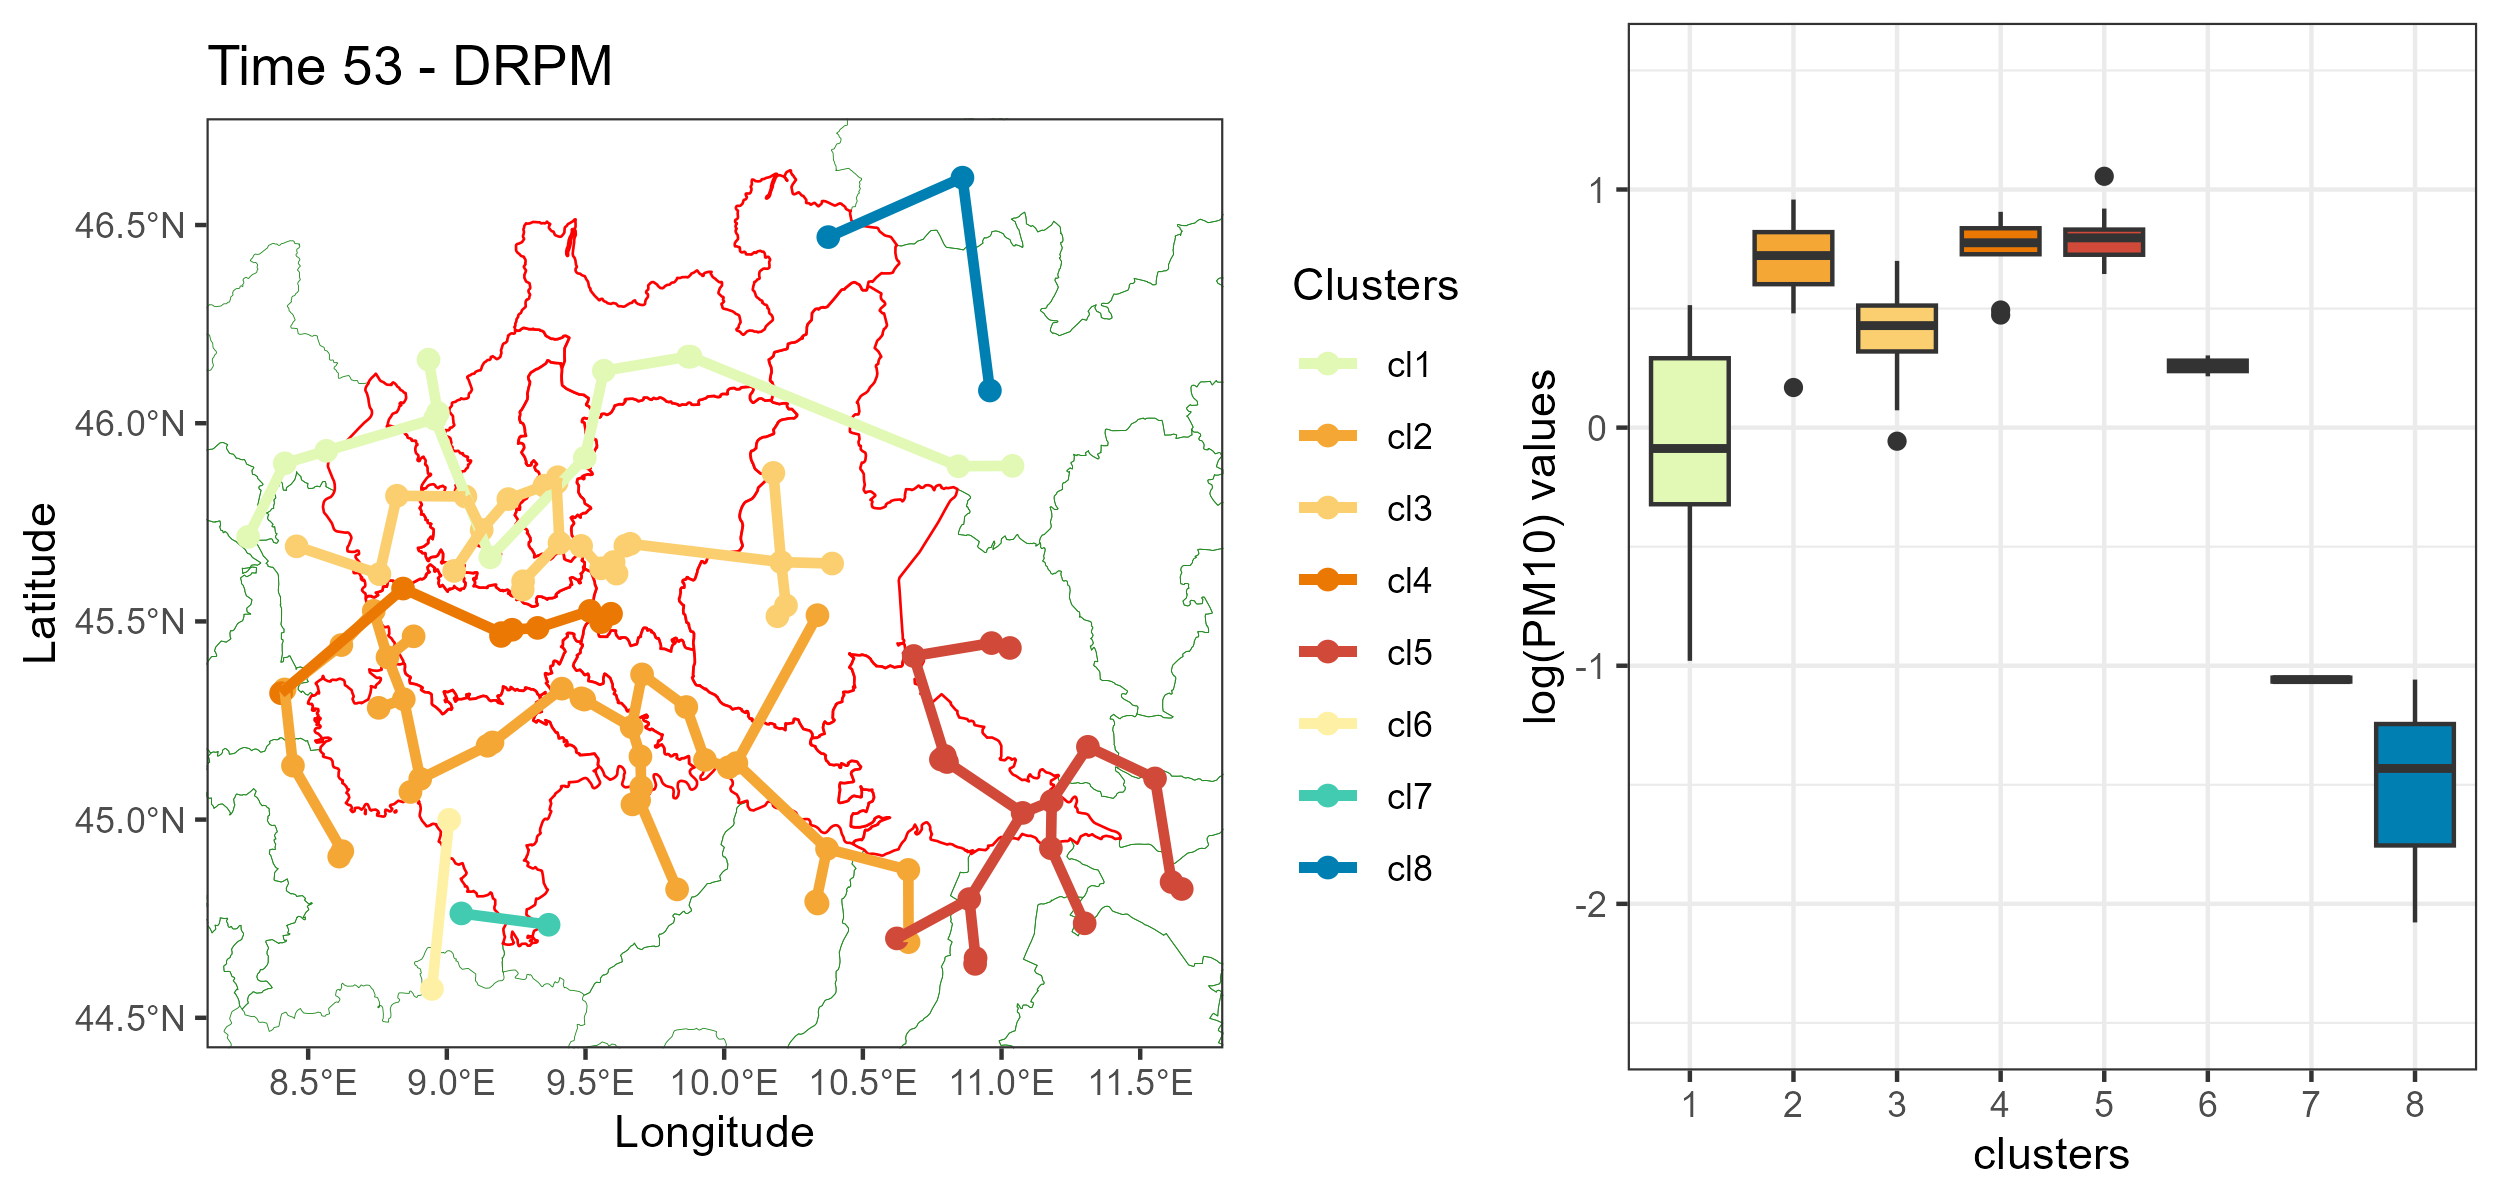 Time 53 - DRPM
Latitude
46.5°N
46.0°N
45.5°N
45.0°N
44.5°N
8.5°E 9.0°E 9.5°E 10.0°E 10.5°E 11.0°E 11.5°E
Longitude
Clusters
cl1
cl2
cl3
cl4
cl5
cl6
cl7
cl8
log(PM10) values
1
0
-1
-2
1 2 3 4 5 6 7 8
clusters